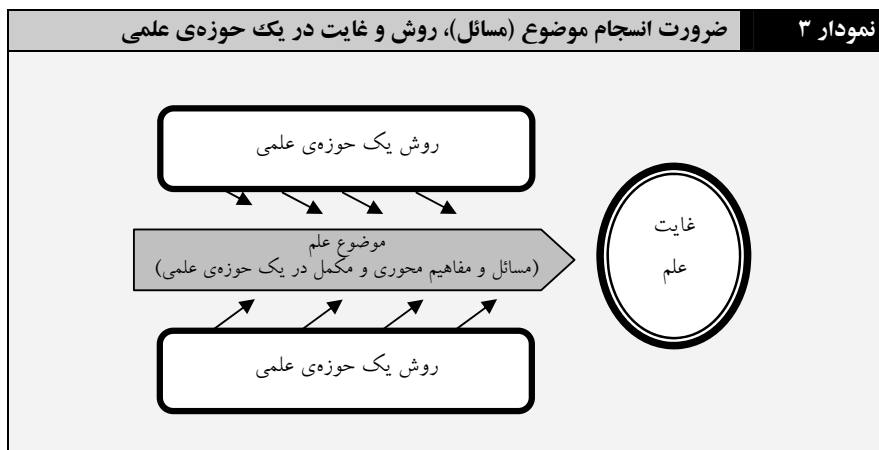 نمودار ۳ ضرورت انسجام موضوع (مسائل)، روش و غایت در یک حوزه‌ی علمی
روش یک حوزه‌ی علمی
موضوع علم
(مسائل و مفاهیم محوری و مکمل در یک حوزه‌ی علمی)
غایت
علم
روش یک حوزه‌ی علمی